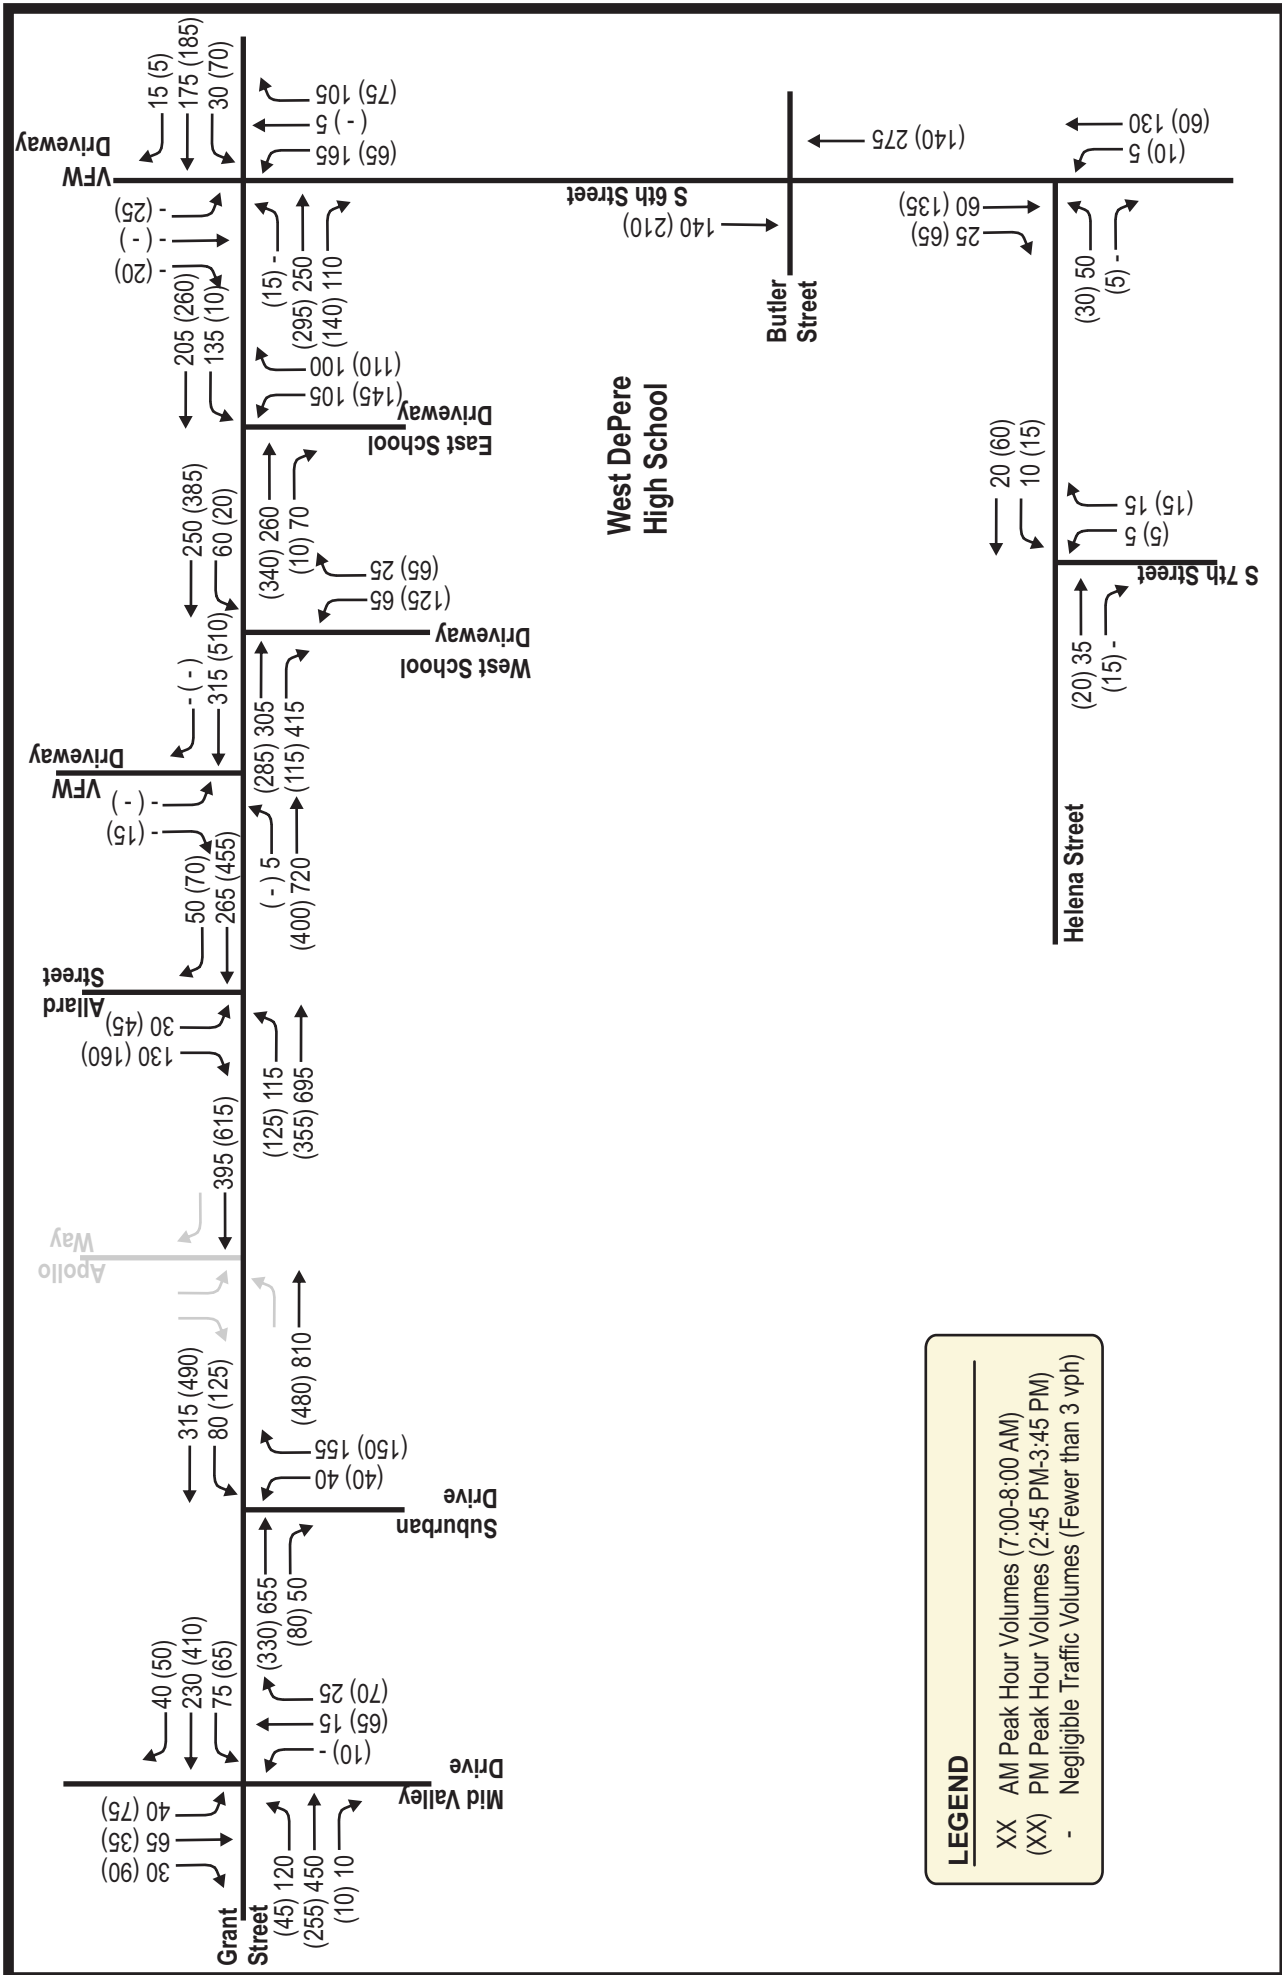 15 (5)
175 (185)
30 (70)
VFW
Driveway
- (25)
- ( - )
- (20)
(75) 105
( - ) 5
(65) 165
(15) -
(295) 250
(140) 110
205 (260)
135 (10)
(110) 100
(145) 105
East School
Driveway
(340) 260
(10) 70
250 (385)
60 (20)
(65) 25
(125) 65
West School
Driveway
(285) 305
(115) 415
- ( - )
315 (510)
VFW
Driveway
- ( - )
- (15)
( - ) 5
(400) 720
50 (70)
265 (455)
Allard
Street
30 (45)
130 (160)
(125) 115
(355) 695
395 (615)
Apollo
Way
(480) 810
315 (490)
80 (125)
(150) 155
(40) 40
Suburban
Drive
(330) 655
(80) 50
40 (50)
230 (410)
75 (65)
(70) 25
(65) 15
(10) -
Mid Valley
Drive
40 (75)
65 (35)
30 (90)
(45) 120
(255) 450
(10) 10
Grant
Street
S 6th Street
140 (210)
(140) 275
Butler
Street
West DePere
High School
60 (135)
25 (65)
(60) 130
(10) 5
(30) 50
(5) -
20 (60)
10 (15)
(15) 15
(5) 5
S 7th Street
(20) 35
(15) -
Helena Street
LEGEND
XX AM Peak Hour Volumes (7:00-8:00 AM)
(XX) PM Peak Hour Volumes (2:45 PM-3:45 PM)
- Negligible Traffic Volumes (Fewer than 3 vph)